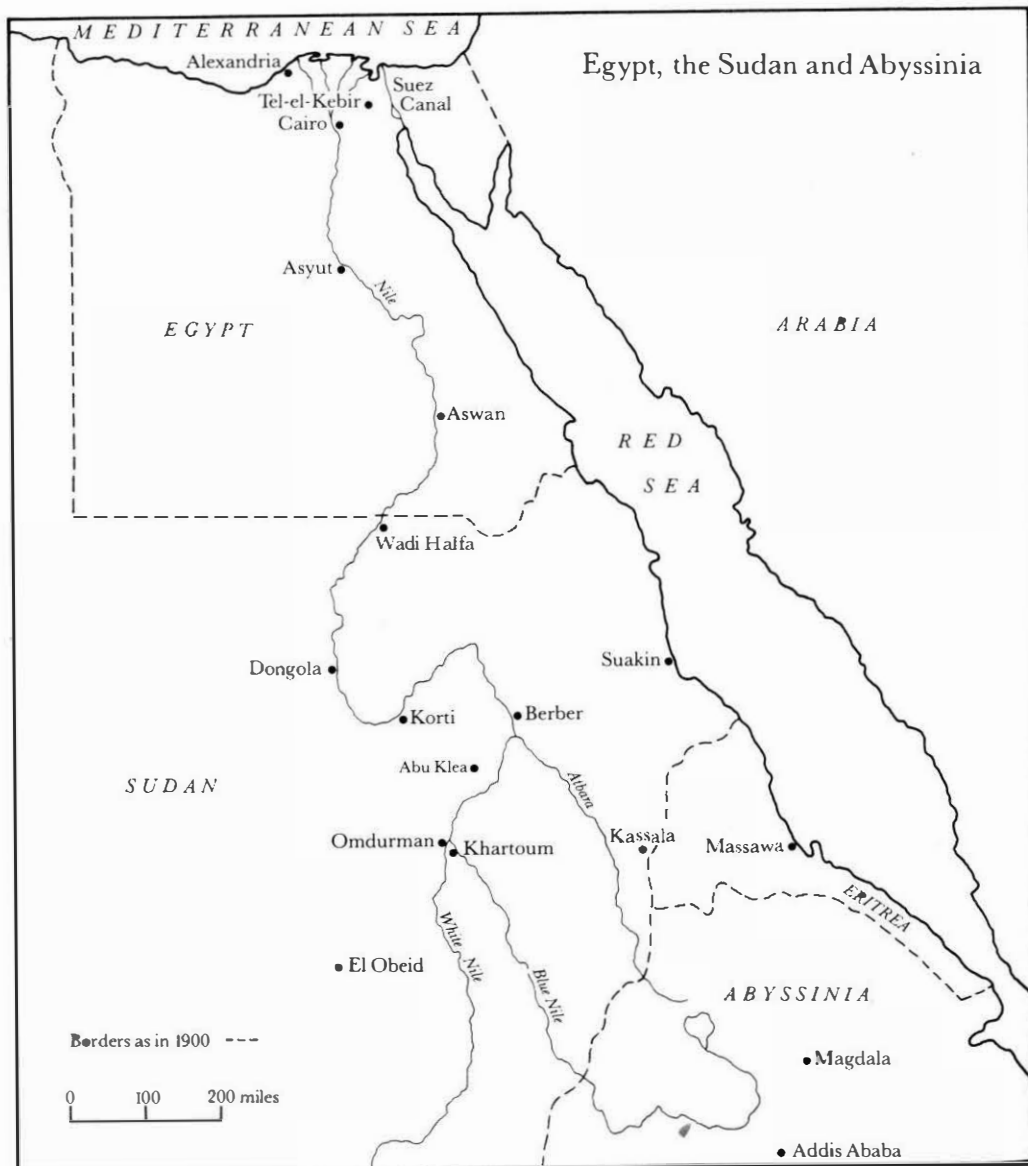 MEDITERRANEAN SEA
Egypt, the Sudan and Abyssinia
Alexandria
Suez
Canal
Tel-el-Kebir
Cairo
Asyut
Nile
EGYPT
ARABIA
Aswan
RED
SEA
Wadi Halfa
Dongola
Suakin
Korti
Berber
Abu Klea
SUDAN
Atbara
Omdurman
Khartoum
Kassala
Massawa
ERITREA
White Nile
Blue Nile
El Obeid
ABYSSINIA
Borders as in 1900
Magdala
0 100 200 miles
Addis Ababa